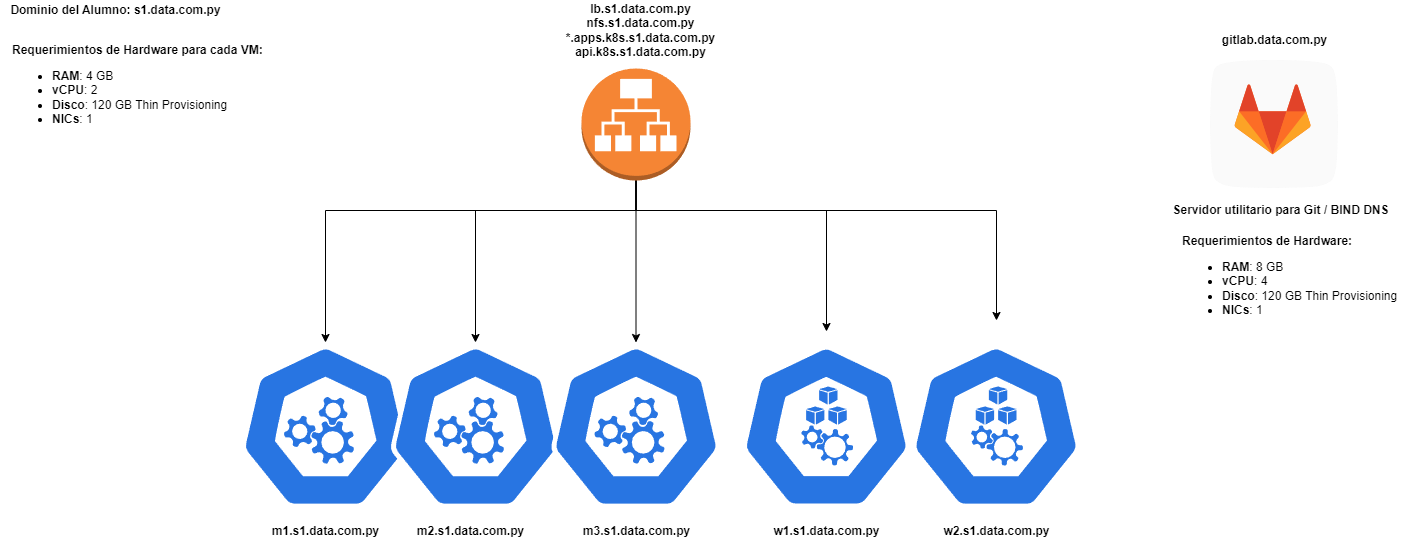 Dominio del Alumno: s1.data.com.py
Requerimientos de Hardware para cada VM:
RAM: 4 GB
vCPU: 2
Disco: 120 GB Thin Provisioning
NICs: 1
lb.s1.data.com.py
nfs.s1.data.com.py
*.apps.k8s.s1.data.com.py
api.k8s.s1.data.com.py
gitlab.data.com.py
Servidor utilitario para Git / BIND DNS
Requerimientos de Hardware:
RAM: 8 GB
vCPU: 4
Disco: 120 GB Thin Provisioning
NICs: 1
m1.s1.data.com.py
m2.s1.data.com.py
m3.s1.data.com.py
w1.s1.data.com.py
w2.s1.data.com.py